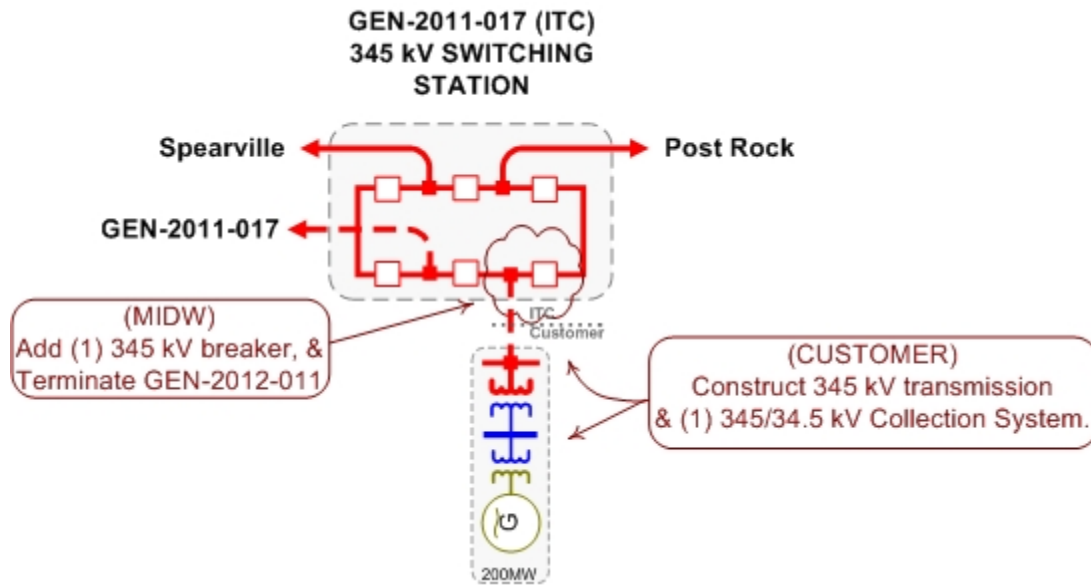 GEN-2011-017 (ITC)
345 kV SWITCHING
STATION
Spearville
Post Rock
GEN-2011-017
(MIDW)
Add (1) 345 kV breaker, &
Terminate GEN-2012-011
ITC
Customer
(CUSTOMER)
Construct 345 kV transmission
& (1) 345/34.5 kV Collection System.
G
200MW